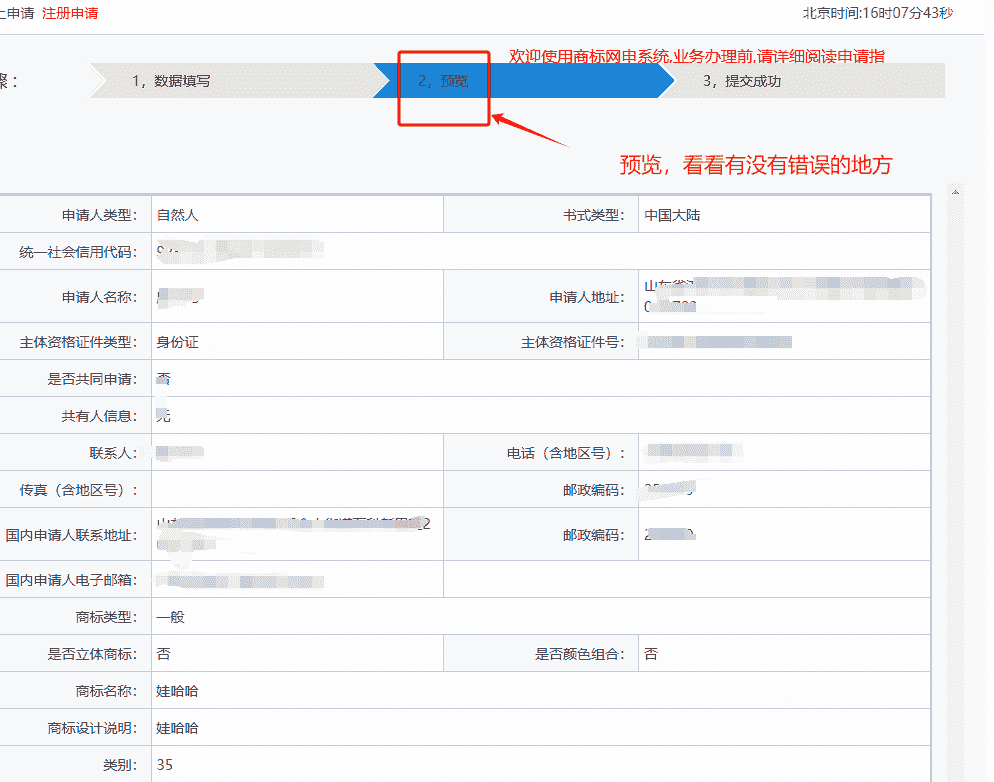 上申请 注册申请 北京时间:16时07分43秒
欢迎使用商标网申系统,业务办理前,请详细阅读申请指
骤： 1，数据填写 2，预览 3，提交成功
预览，看看有没有错误的地方
申请人类型： 自然人 书式类型： 中国大陆
统一社会信用代码：
申请人名称： 申请人地址： 山东省
主体资格证件类型： 身份证 主体资格证件号：
是否共同申请： 否
共有人信息： 无
联系人： 电话（含地区号）：
传真（含地区号）： 邮政编码：
国内申请人联系地址： 邮政编码：
国内申请人电子邮箱：
商标类型： 一般
是否立体商标： 否 是否颜色组合： 否
商标名称： 娃哈哈
商标设计说明： 娃哈哈
类别： 35